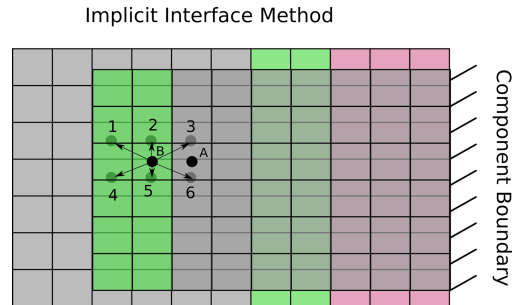 Implicit Interface Method
1 2 3
B A
4 5 6
Component Boundary